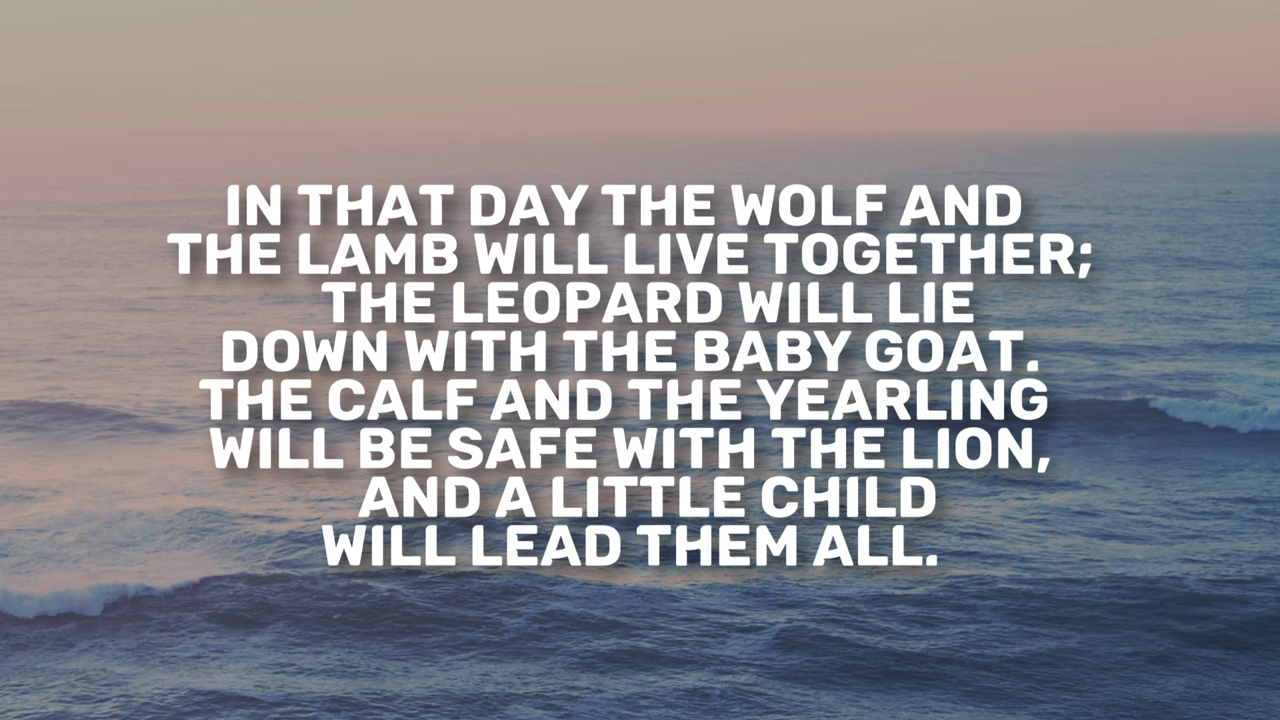 IN THAT DAY THE WOLF AND
THE LAMB WILL LIVE TOGETHER;
THE LEOPARD WILL LIE
DOWN WITH THE BABY GOAT.
THE CALF AND THE YEARLING
WILL BE SAFE WITH THE LION,
AND A LITTLE CHILD
WILL LEAD THEM ALL.